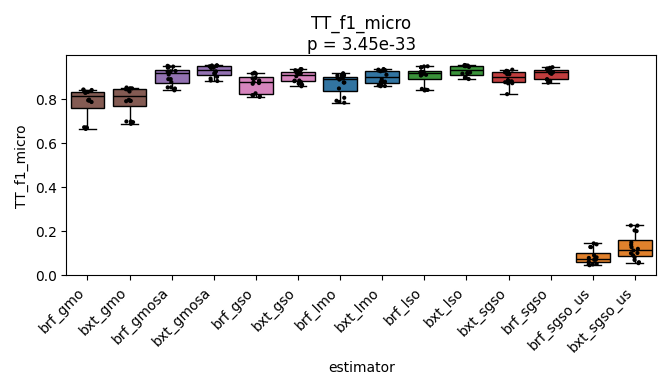 TT_f1_micro
p = 3.45e-33
TT_f1_micro
0.8
0.6
0.4
0.2
0.0
brf_gmo
bxt_gmo
brf_gmosa
bxt_gmosa
brf_gso
bxt_gso
brf_lmo
bxt_lmo
brf_lso
bxt_lso
bxt_sgso
brf_sgso
brf_sgso_us
bxt_sgso_us
estimator